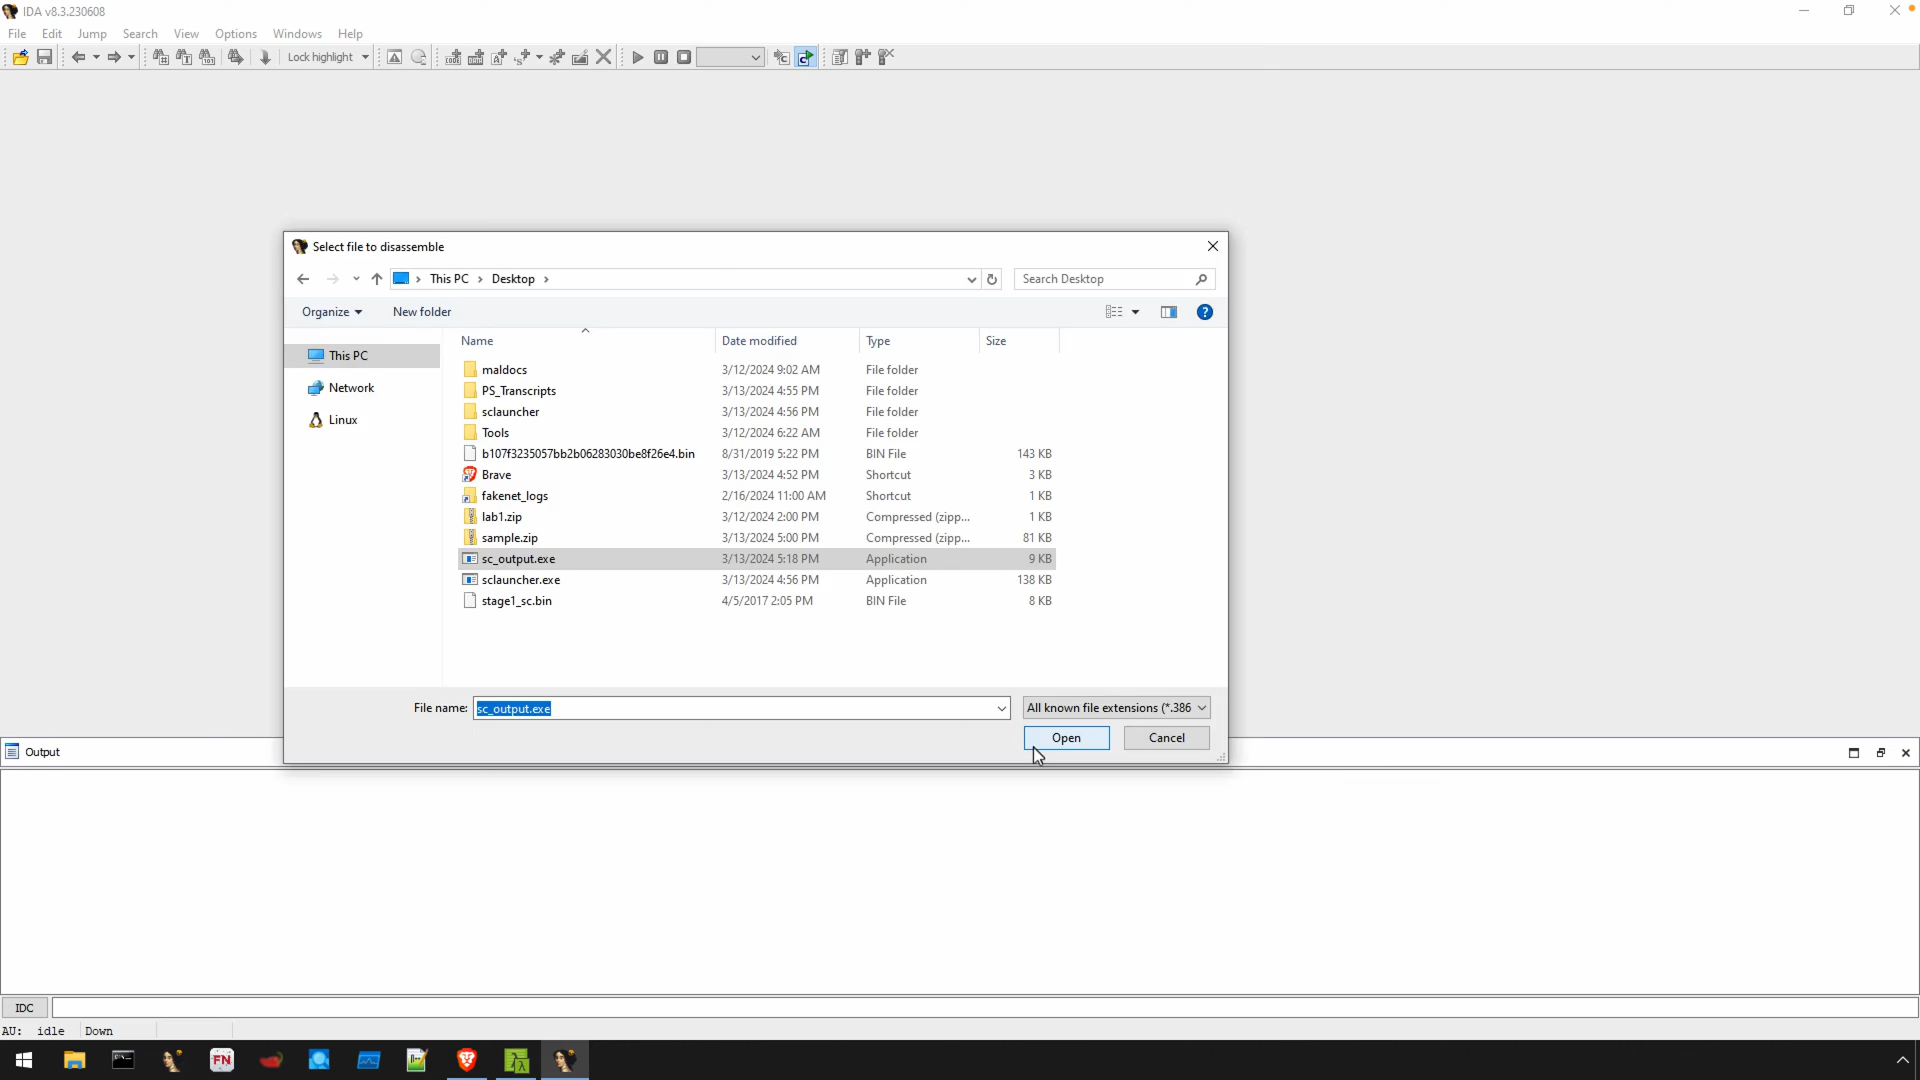 IDA v8.3.230608
File Edit Jump Search View Options Windows Help
Lock highlight
Select file to disassemble
This PC Desktop
Search Desktop
Organize New folder
Name Date modified Type Size
This PC
Network
Linux
maldocs 3/12/2024 9:02 AM File folder
PS_Transcripts 3/13/2024 4:55 PM File folder
sclauncher 3/13/2024 4:56 PM File folder
Tools 3/12/2024 6:22 AM File folder
b107f3235057bb2b06283030be8f26e4.bin 8/31/2019 5:22 PM BIN File 143 KB
Brave 3/13/2024 4:52 PM Shortcut 3 KB
fakenet_logs 2/16/2024 11:00 AM Shortcut 1 KB
lab1.zip 3/12/2024 2:00 PM Compressed (zipp... 1 KB
sample.zip 3/13/2024 5:00 PM Compressed (zipp... 81 KB
sc_output.exe 3/13/2024 5:18 PM Application 9 KB
sclauncher.exe 3/13/2024 4:56 PM Application 138 KB
stage1_sc.bin 4/5/2017 2:05 PM BIN File 8 KB
File name: sc_output.exe All known file extensions (*.386
Open Cancel
Output
IDC
AU: idle Down
FN